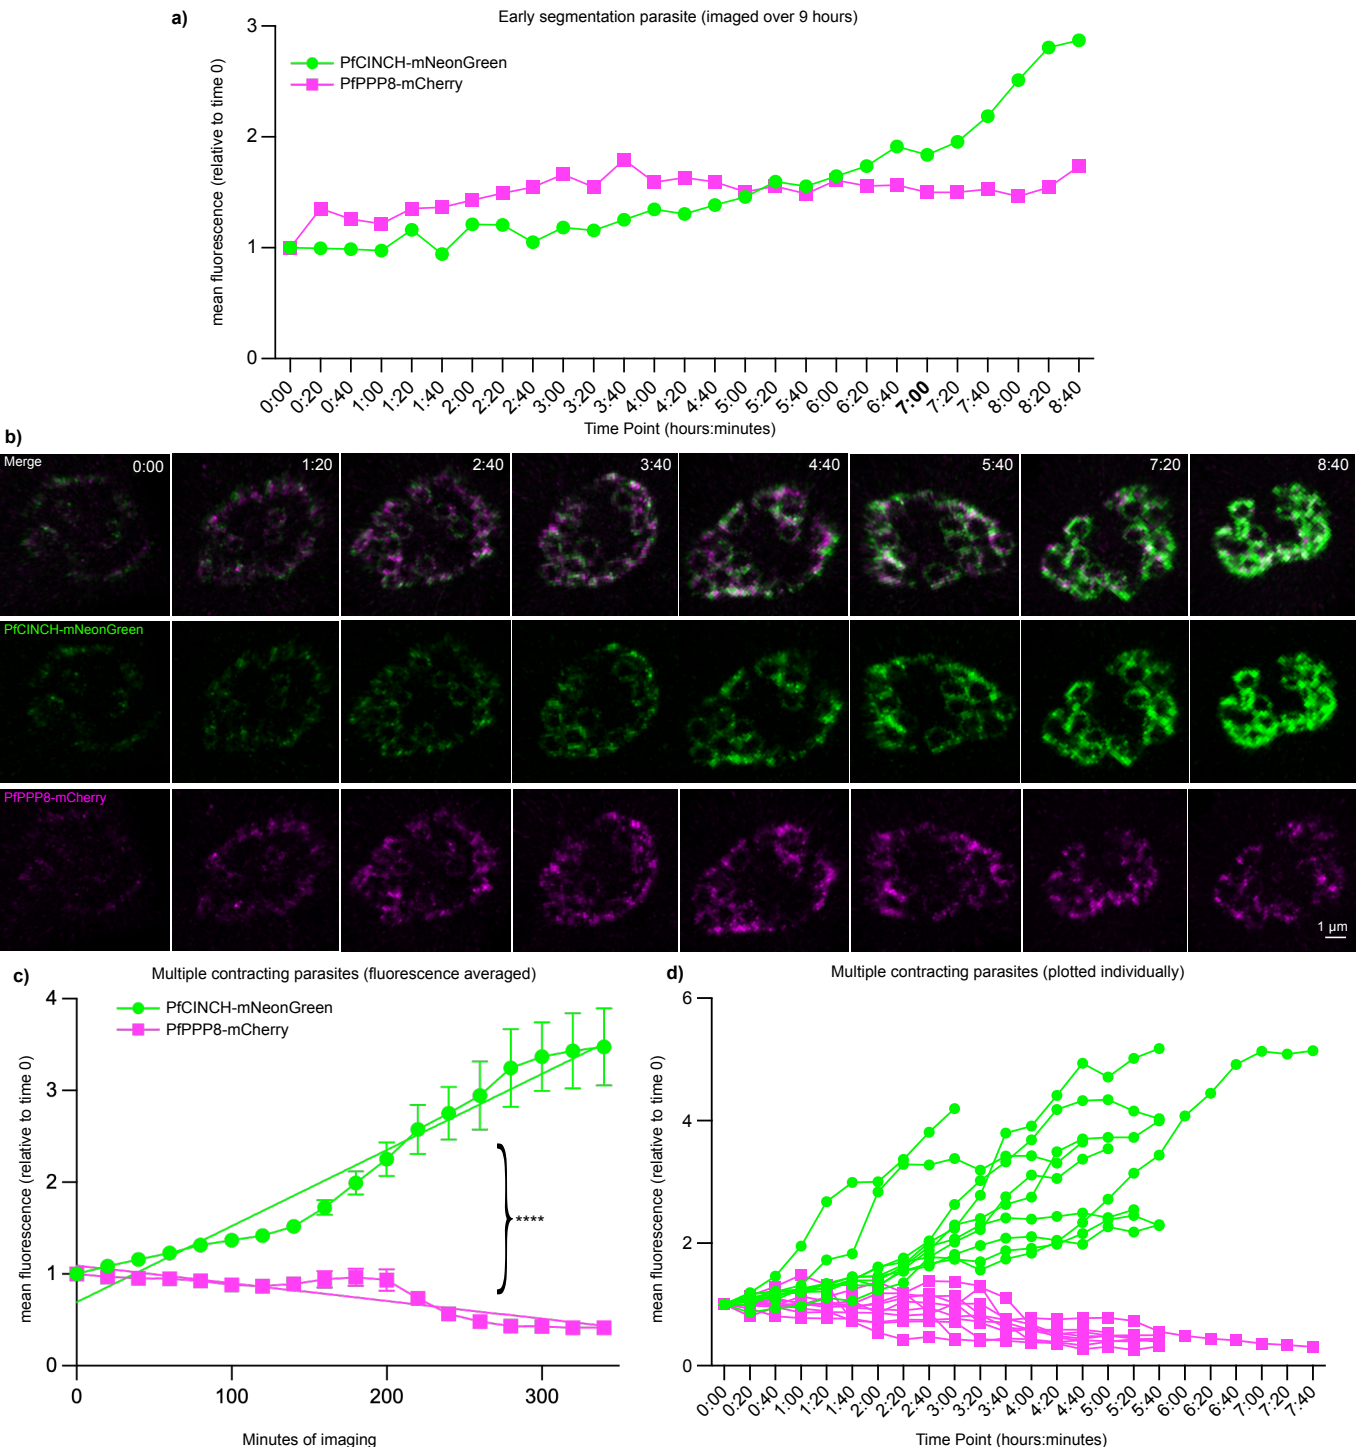 a)
Early segmentation parasite (imaged over 9 hours)
PfCINCH-mNeonGreen
PfPPP8-mCherry
mean fluorescence (relative to time 0)
3
2
1
0
0:00 0:20 0:40 1:00 1:20 1:40 2:00 2:20 2:40 3:00 3:20 3:40 4:00 4:20 4:40 5:00 5:20 5:40 6:00 6:20 6:40 7:00 7:20 7:40 8:00 8:20 8:40
Time Point (hours:minutes)
b)
Merge 0:00 1:20 2:40 3:40 4:40 5:40 7:20 8:40
PfCINCH-mNeonGreen
PfPPP8-mCherry
1 µm
c)
Multiple contracting parasites (fluorescence averaged)
PfCINCH-mNeonGreen
PfPPP8-mCherry
mean fluorescence (relative to time 0)
4
3
2
1
0
****
0 100 200 300
Minutes of imaging
d)
Multiple contracting parasites (plotted individually)
mean fluorescence (relative to time 0)
6
4
2
0
0:00 0:20 0:40 1:00 1:20 1:40 2:00 2:20 2:40 3:00 3:20 3:40 4:00 4:20 4:40 5:00 5:20 5:40 6:00 6:20 6:40 7:00 7:20 7:40
Time Point (hours:minutes)